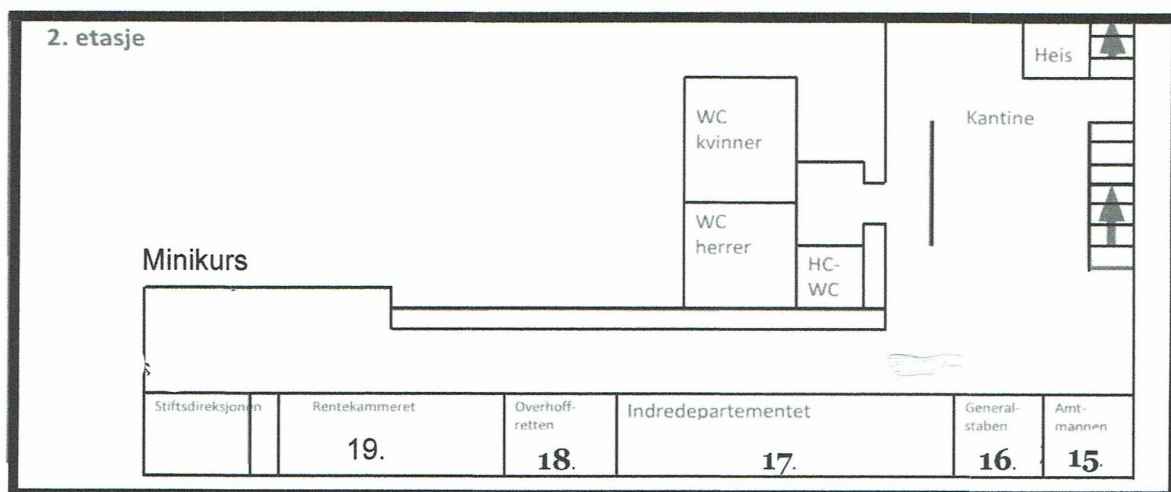 2. etasje
Heis
WC
kvinner
Kantine
WC
herrer
Minikurs
HC-
WC
Stiftsdireksjonen
Rentekammeret
19.
Overhoff-
retten
18.
Indredepartementet
17.
General-
staben
16.
Amt-
mannen
15.